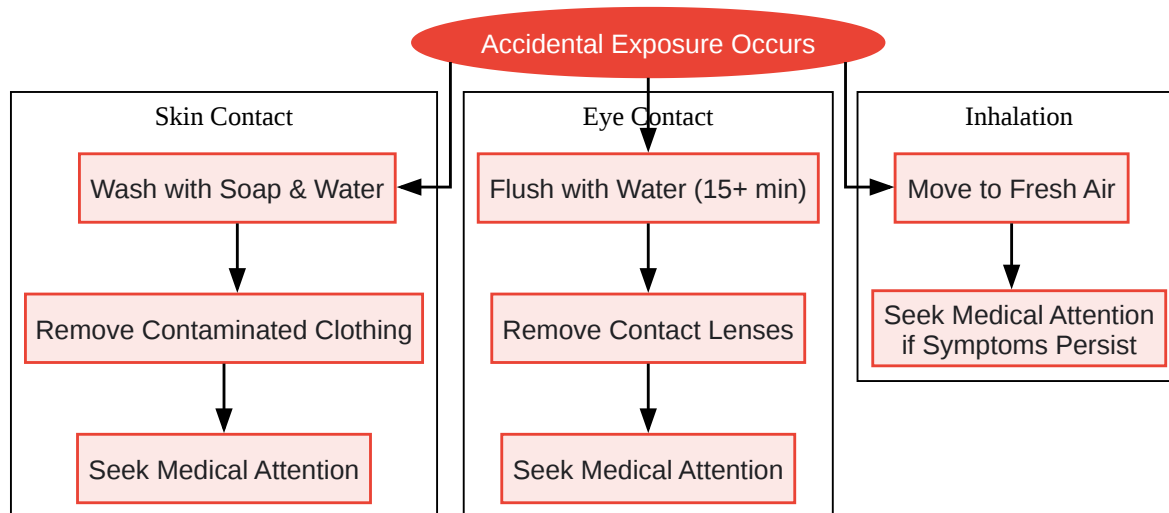 Accidental Exposure Occurs
Skin Contact
Wash with Soap & Water
Remove Contaminated Clothing
Seek Medical Attention
Eye Contact
Flush with Water (15+ min)
Remove Contact Lenses
Seek Medical Attention
Inhalation
Move to Fresh Air
Seek Medical Attention
if Symptoms Persist